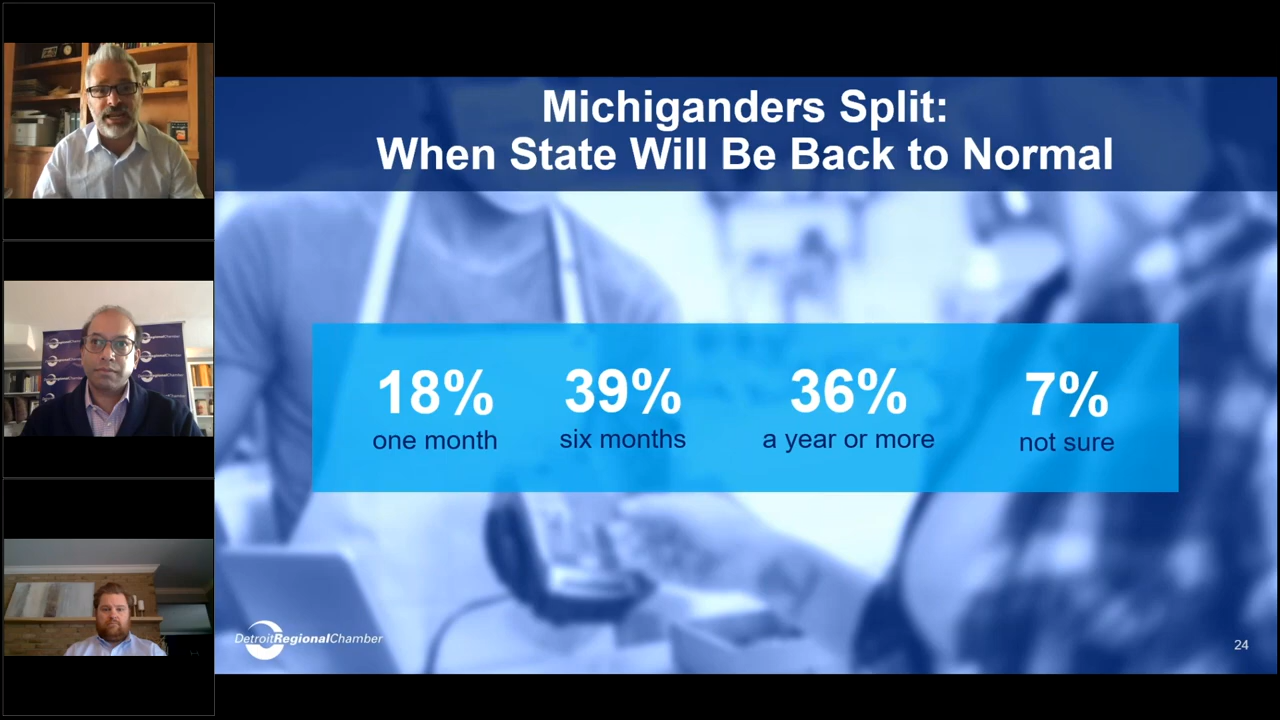 Michiganders Split:
When State Will Be Back to Normal
18%
one month
39%
six months
36%
a year or more
7%
not sure
DetroitRegionalChamber
24